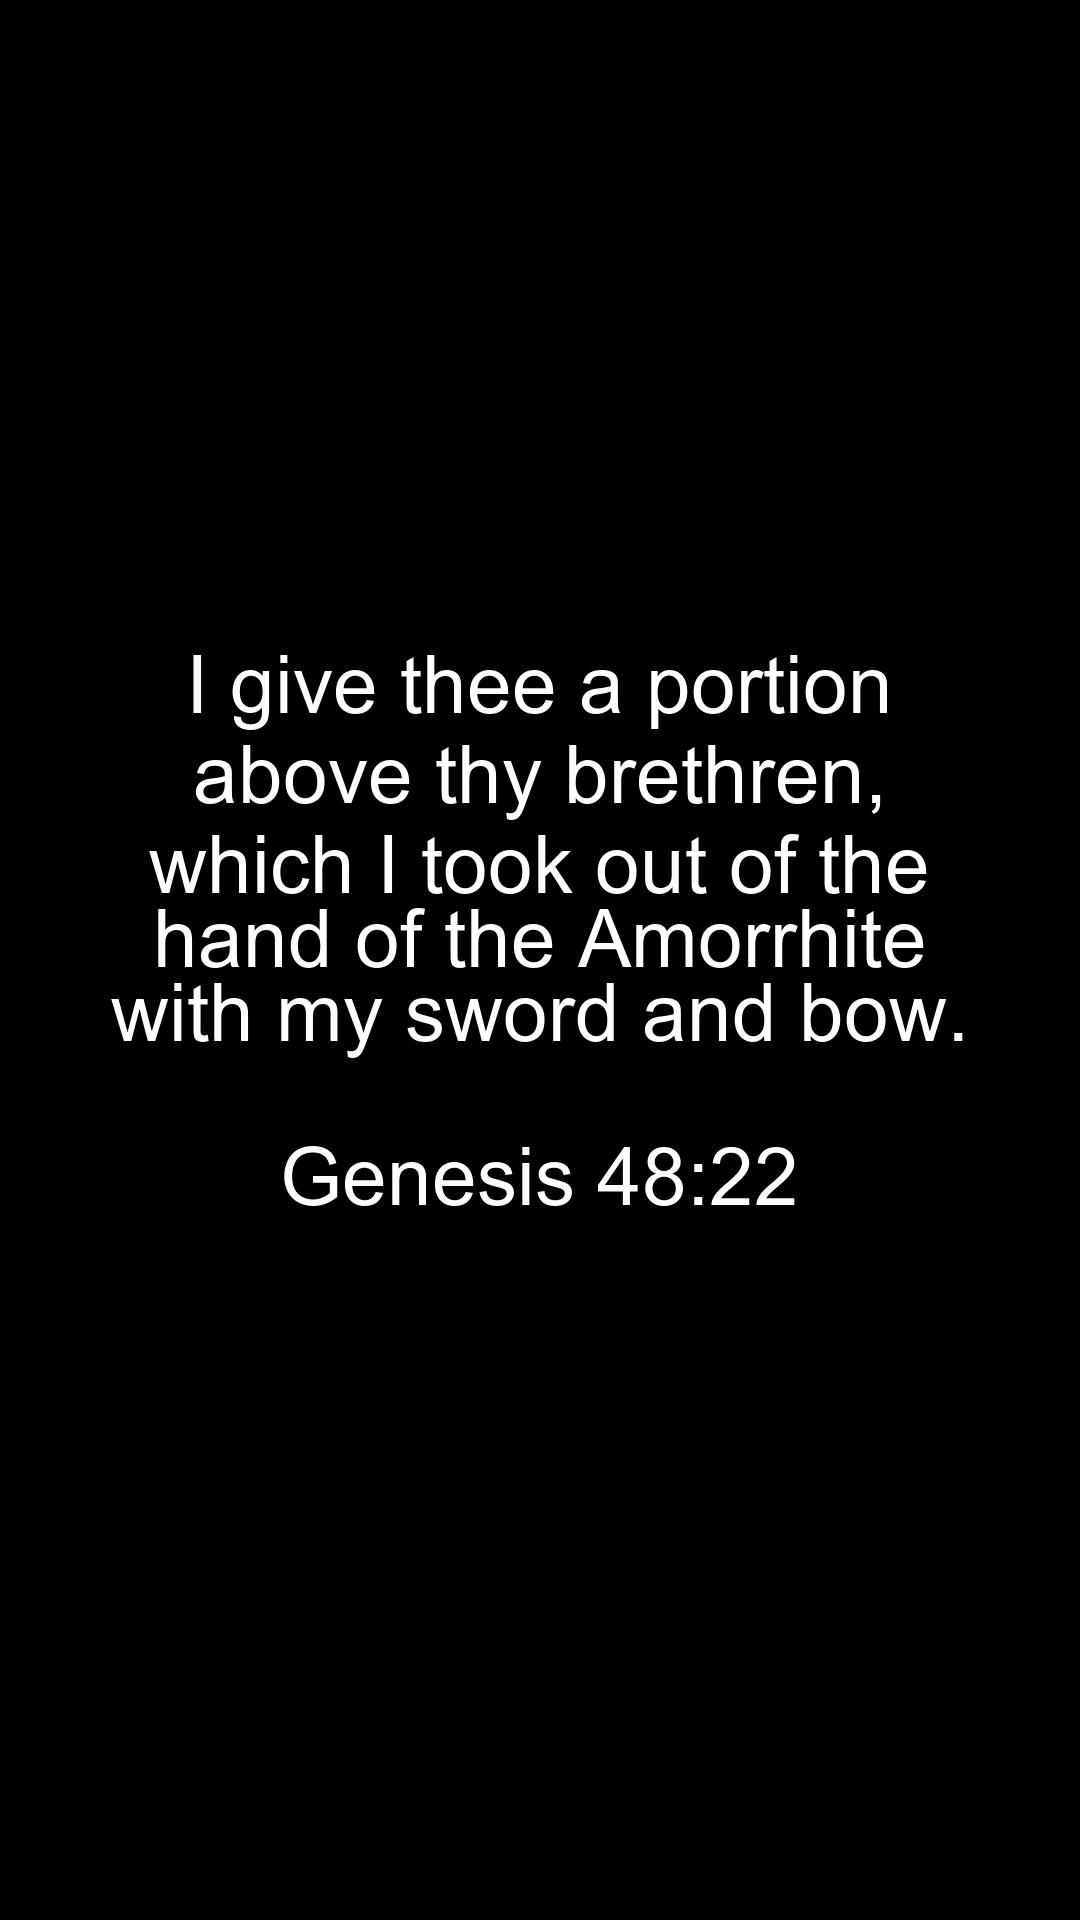 I give thee a portion
above thy brethren,
which I took out of the
hand of the Amorrhite
with my sword and bow.
Genesis 48:22